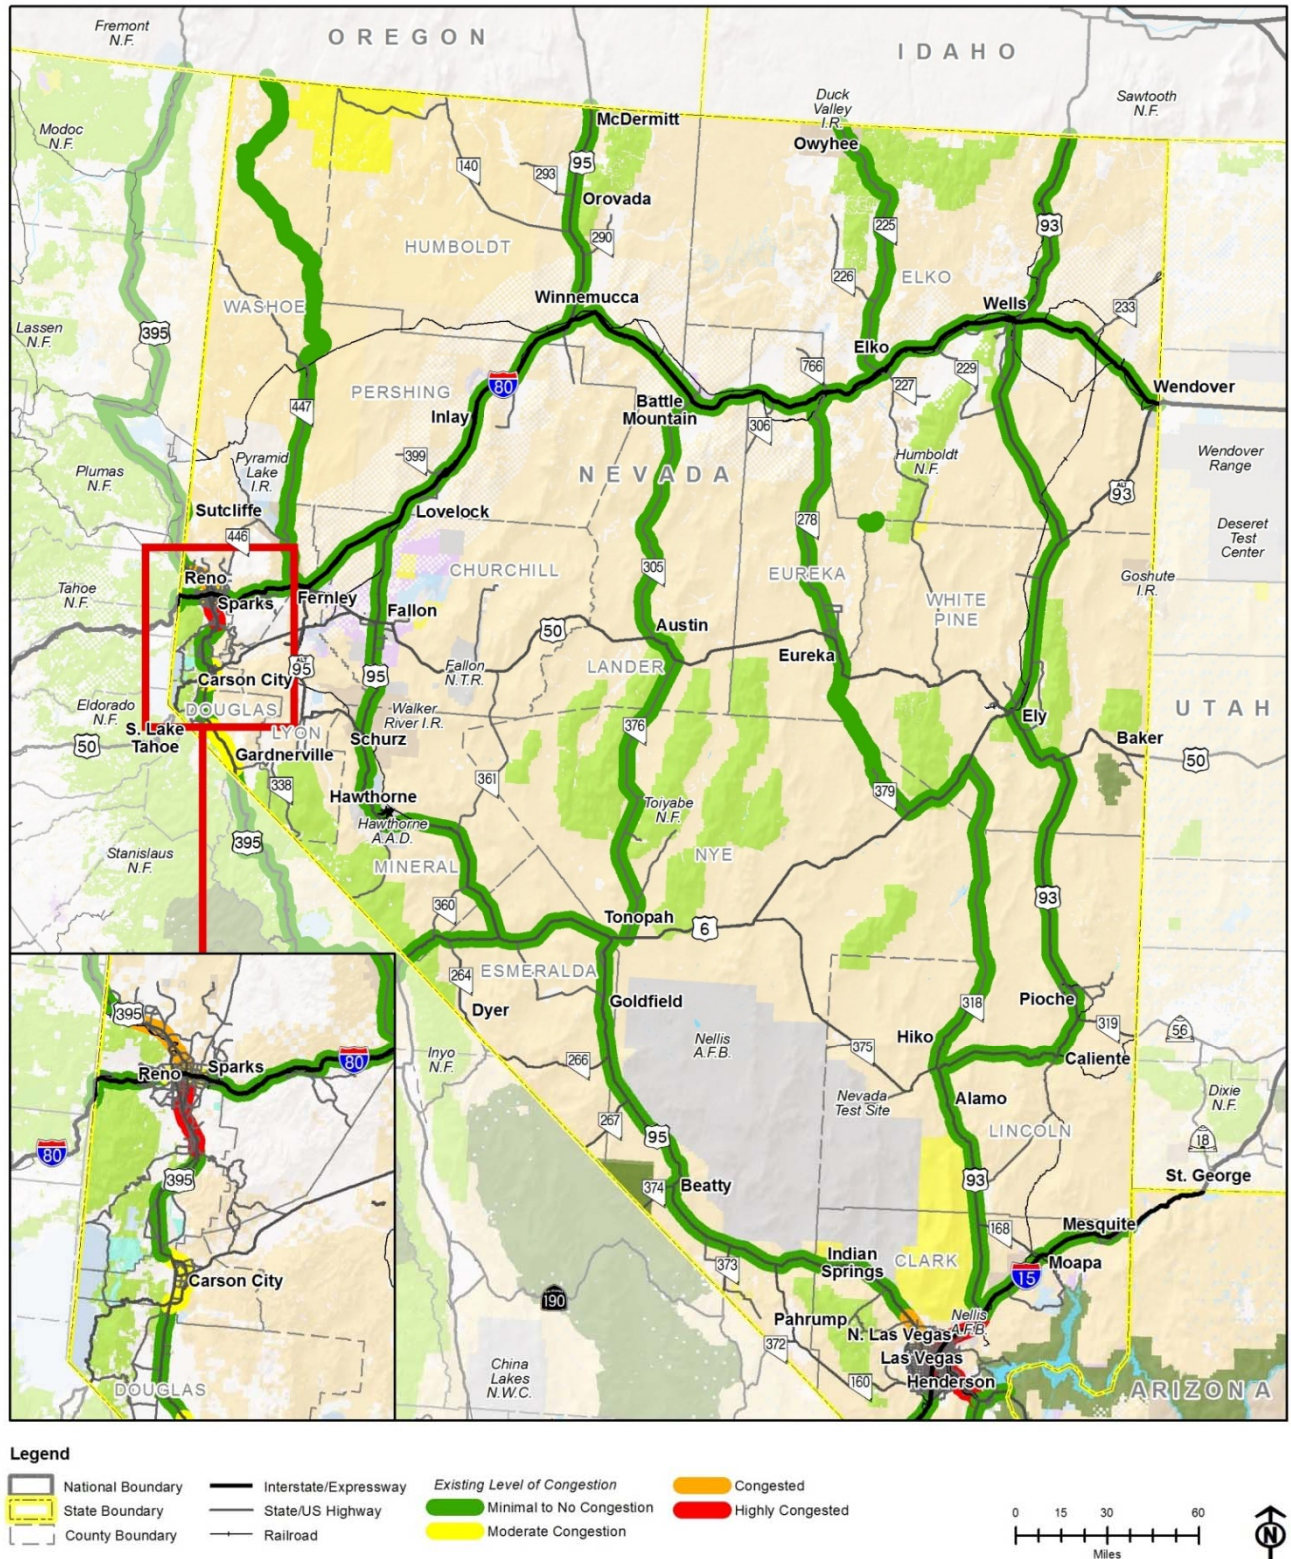 Fremont
N.F.
OREGON
IDAHO
Duck
Valley
I.R.
Sawtooth
N.F.
Modoc
N.F.
McDermitt
Owyhee
95
140
293
Orovada
225
93
290
HUMBOLDT
226
ELKO
WASHOE
Winnemucca
Wells
233
Lassen
N.F.
395
Elko
766
229
227
80
PERSHING
Inlay
Battle
Mountain
Wendover
447
306
399
Humboldt
N.F.
Wendover
Range
Plumas
N.F.
Pyramid
Lake
I.R.
NEVADA
ALT
93
Sutcliffe
Lovelock
278
446
Deseret
Test
Center
CHURCHILL
305
EUREKA
Goshute
I.R.
Tahoe
N.F.
Reno
Sparks
Fernley
Fallon
WHITE
PINE
50
Austin
Eureka
ALT
95
95
Fallon
N.T.R.
LANDER
Carson City
Eldorado
N.F.
DOUGLAS
Walker
River I.R.
Ely
UTAH
S. Lake
Tahoe
50
LYON
Schurz
376
Baker
50
Gardnerville
338
361
379
Hawthorne
Toiyabe
N.F.
Hawthorne
A.A.D.
395
Stanislaus
N.F.
MINERAL
NYE
93
360
Tonopah
6
264
ESMERALDA
Dyer
Goldfield
318
Pioche
319
56
Nellis
A.F.B.
Hiko
375
Caliente
Inyo
N.F.
266
Nevada
Test Site
Alamo
Dixie
N.F.
267
LINCOLN
95
18
374
Beatty
93
St. George
168
Mesquite
373
Indian
Springs
CLARK
Moapa
15
190
Pahrump
Nellis
A.F.B.
N. Las Vegas
372
Las Vegas
China
Lakes
N.W.C.
160
Henderson
ARIZONA
395
Reno
Sparks
80
80
395
Carson City
DOUGLAS
Legend
National Boundary
State Boundary
County Boundary
Interstate/Expressway
State/US Highway
Railroad
Existing Level of Congestion
Minimal to No Congestion
Moderate Congestion
Congested
Highly Congested
0 15 30 60
Miles
N